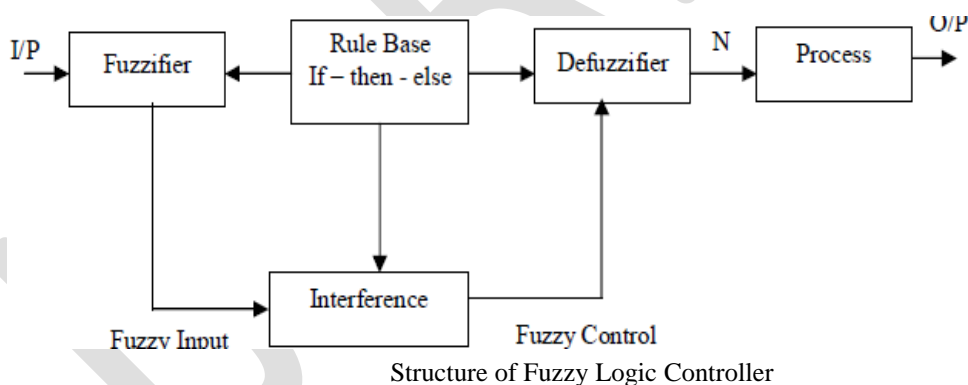 I/P
Fuzzifier
Rule Base
If – then - else
Defuzzifier
N
Process
O/P
Interference
Fuzzy Input
Fuzzy Control
Structure of Fuzzy Logic Controller